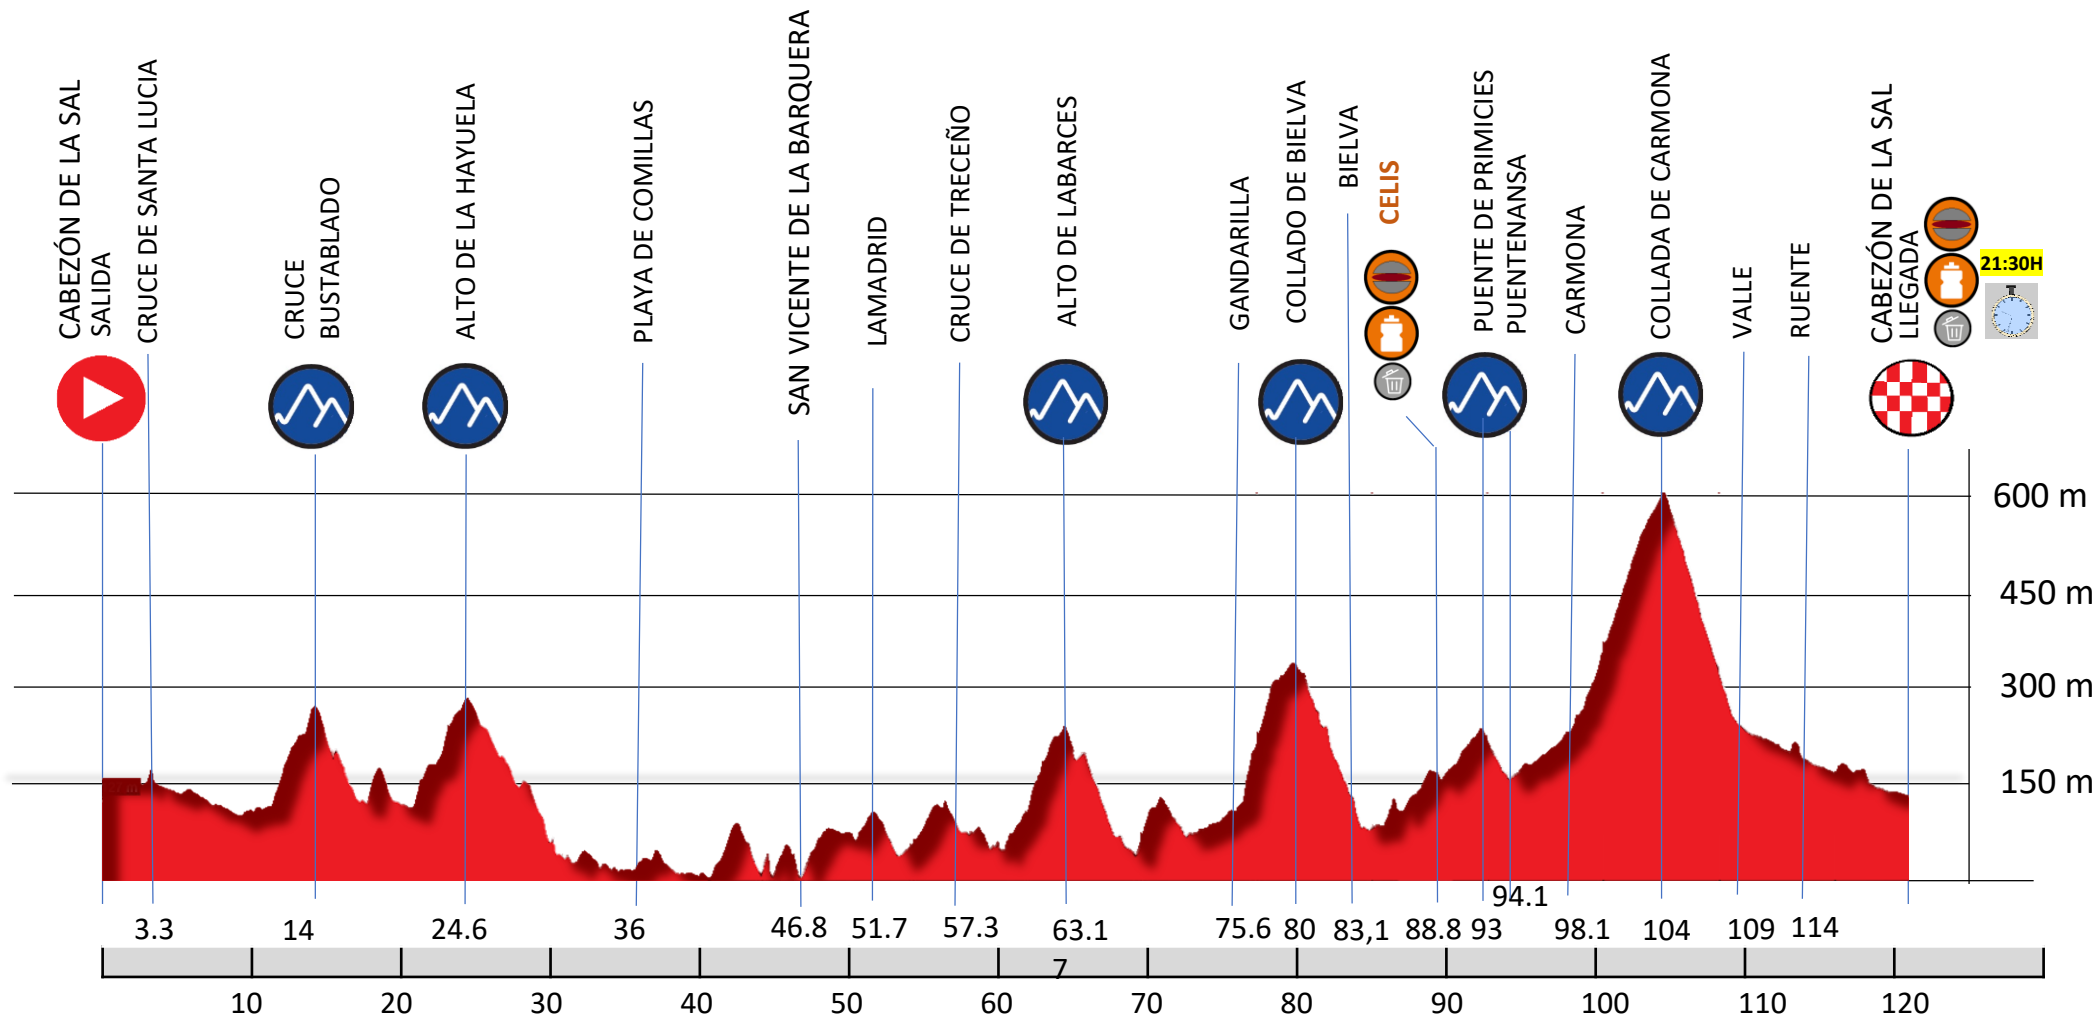 CABEZÓN DE LA SAL
SALIDA
CRUCE DE SANTA LUCIA
CRUCE
BUSTABLADO
ALTO DE LA HAYUELA
PLAYA DE COMILLAS
SAN VICENTE DE LA BARQUERA
LAMADRID
CRUCE DE TRECEÑO
ALTO DE LABARCES
GANDARILLA
COLLADO DE BIELVA
BIELVA
CELIS
PUENTE DE PRIMICIES
PUENTENANSA
CARMONA
COLLADA DE CARMONA
VALLE
RUENTE
CABEZÓN DE LA SAL
LLEGADA
21:30H
600 m
450 m
300 m
150 m
3.3
14
24.6
36
46.8
51.7
57.3
63.1
7
75.6
80
83,1
88.8
93
94.1
98.1
104
109
114
10
20
30
40
50
60
70
80
90
100
110
120